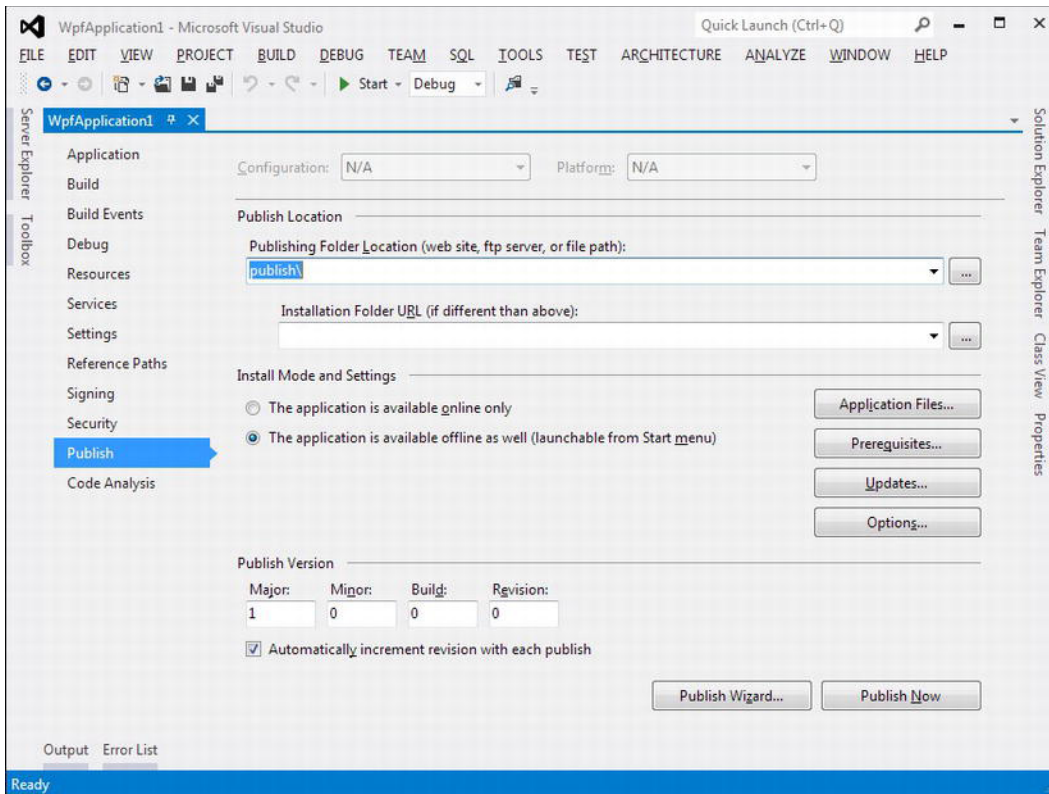 WpfApplication1 - Microsoft Visual Studio
Quick Launch (Ctrl+Q)
FILE EDIT VIEW PROJECT BUILD DEBUG TEAM SQL TOOLS TEST ARCHITECTURE ANALYZE WINDOW HELP
Start Debug
Server Explorer
Toolbox
WpfApplication1
Application
Build
Build Events
Debug
Resources
Services
Settings
Reference Paths
Signing
Security
Publish
Code Analysis
Configuration: N/A Platform: N/A
Publish Location
Publishing Folder Location (web site, ftp server, or file path):
publish\
...
Installation Folder URL (if different than above):
...
Install Mode and Settings
The application is available online only
The application is available offline as well (launchable from Start menu)
Application Files...
Prerequisites...
Updates...
Options...
Publish Version
Major: Minor: Build: Revision:
1 0 0 0
Automatically increment revision with each publish
Publish Wizard... Publish Now
Solution Explorer
Team Explorer
Class View
Properties
Output Error List
Ready